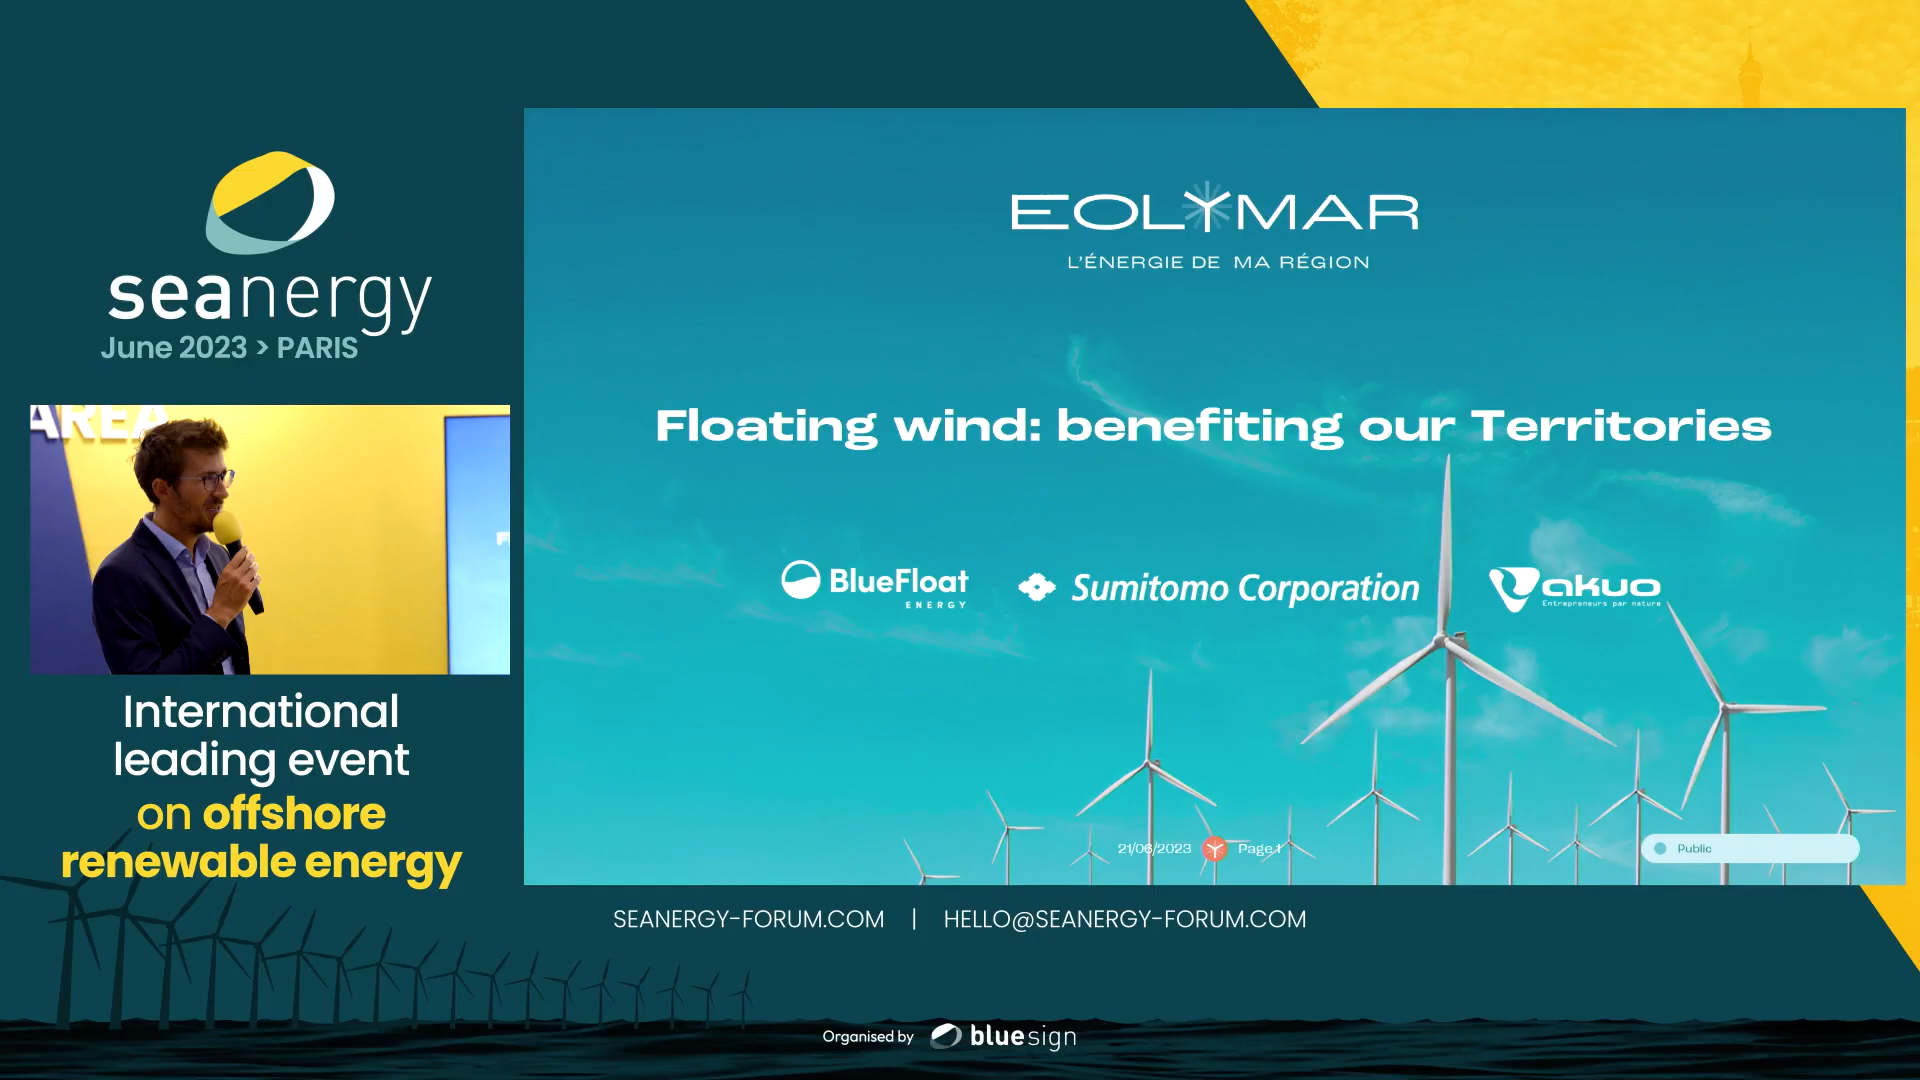 seanergy
June 2023 > PARIS
AREA
International
leading event
on offshore
renewable energy
EOLYMAR
L'ÉNERGIE DE MA RÉGION
Floating wind: benefiting our Territories
BlueFloat
ENERGY
Sumitomo Corporation
akuo
Entrepreneurs par nature
21/06/2023
Page 1
Public
SEANERGY-FORUM.COM | HELLO@SEANERGY-FORUM.COM
Organised by bluesign